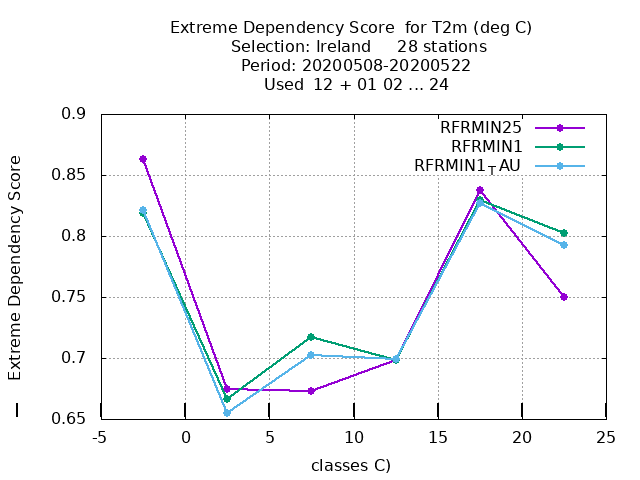 Extreme Dependency Score  for T2m (deg C)
Selection: Ireland     28 stations
Period: 20200508-20200522
Used  12 + 01 02 ... 24
RFRMIN25
RFRMIN1
RFRMIN1TAU
Extreme Dependency Score
0.9
0.85
0.8
0.75
0.7
0.65
-5
0
5
10
15
20
25
classes C)